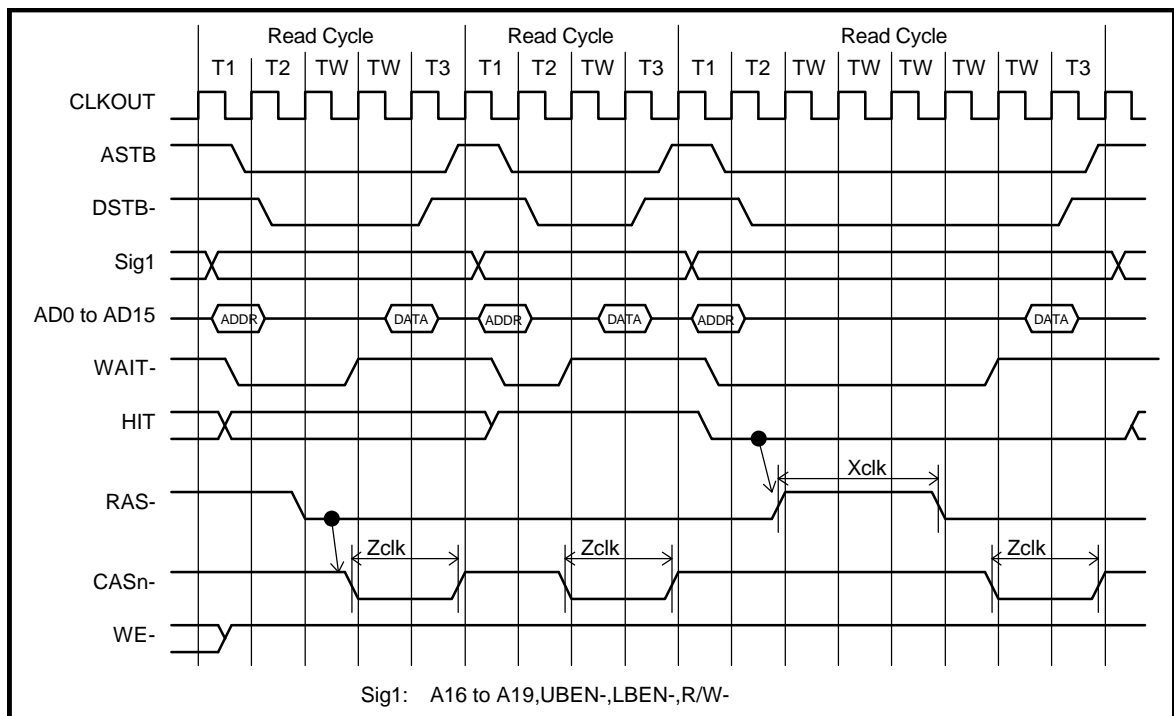 Read Cycle Read Cycle Read Cycle
T1 T2 TW TW T3 T1 T2 TW T3 T1 T2 TW TW TW TW TW T3
CLKOUT
ASTB
DSTB-
Sig1
AD0 to AD15 ADDR DATA ADDR DATA ADDR DATA
WAIT-
HIT
Xclk
RAS-
Zclk Zclk Zclk
CASn-
WE-
Sig1: A16 to A19,UBEN-,LBEN-,R/W-